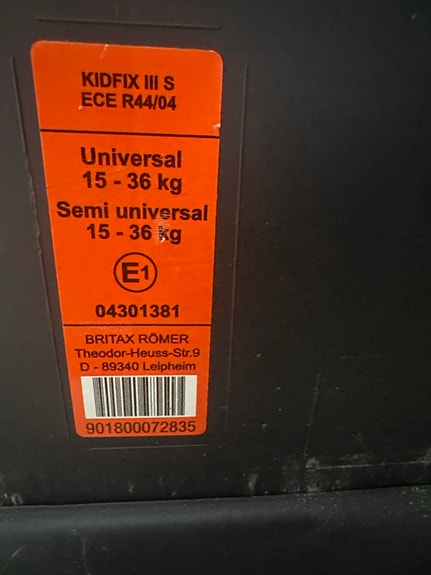 KIDFIX III S
ECE R44/04
Universal
15 - 36 kg
Semi universal
15 - 36 kg
E1
04301381
BRITAX RÖMER
Theodor-Heuss-Str.9
D - 89340 Leipheim
901800072835